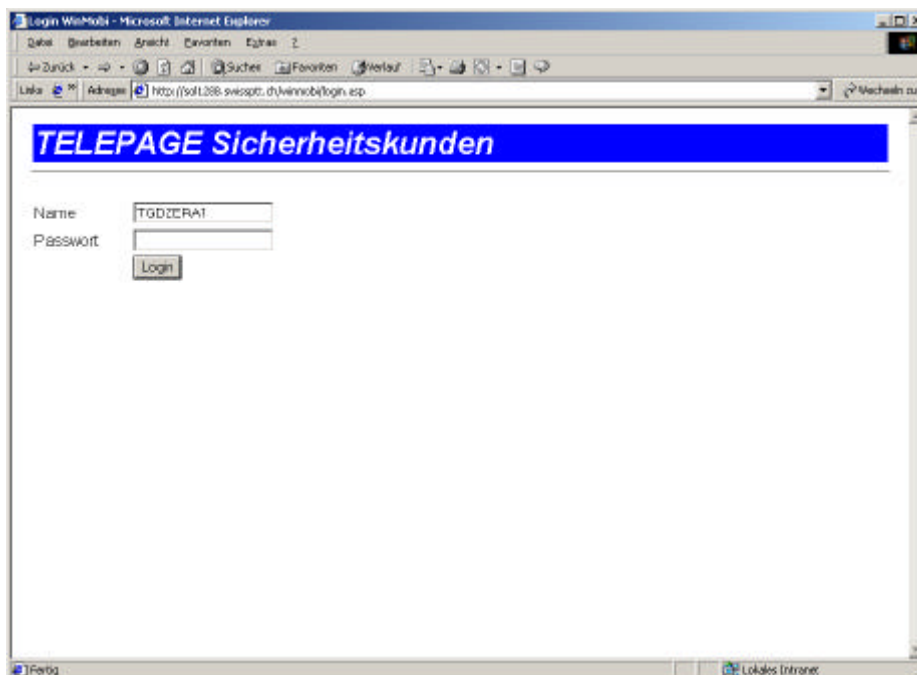 Login WinMobi - Microsoft Internet Explorer
Datei Bearbeiten Ansicht Favoriten Extras ?
Zurück Suchen Favoriten Verlauf
Links » Adresse Wechseln zu
TELEPAGE Sicherheitskunden
Name TGDZERA1
Passwort
Login
Fertig Lokales Intranet